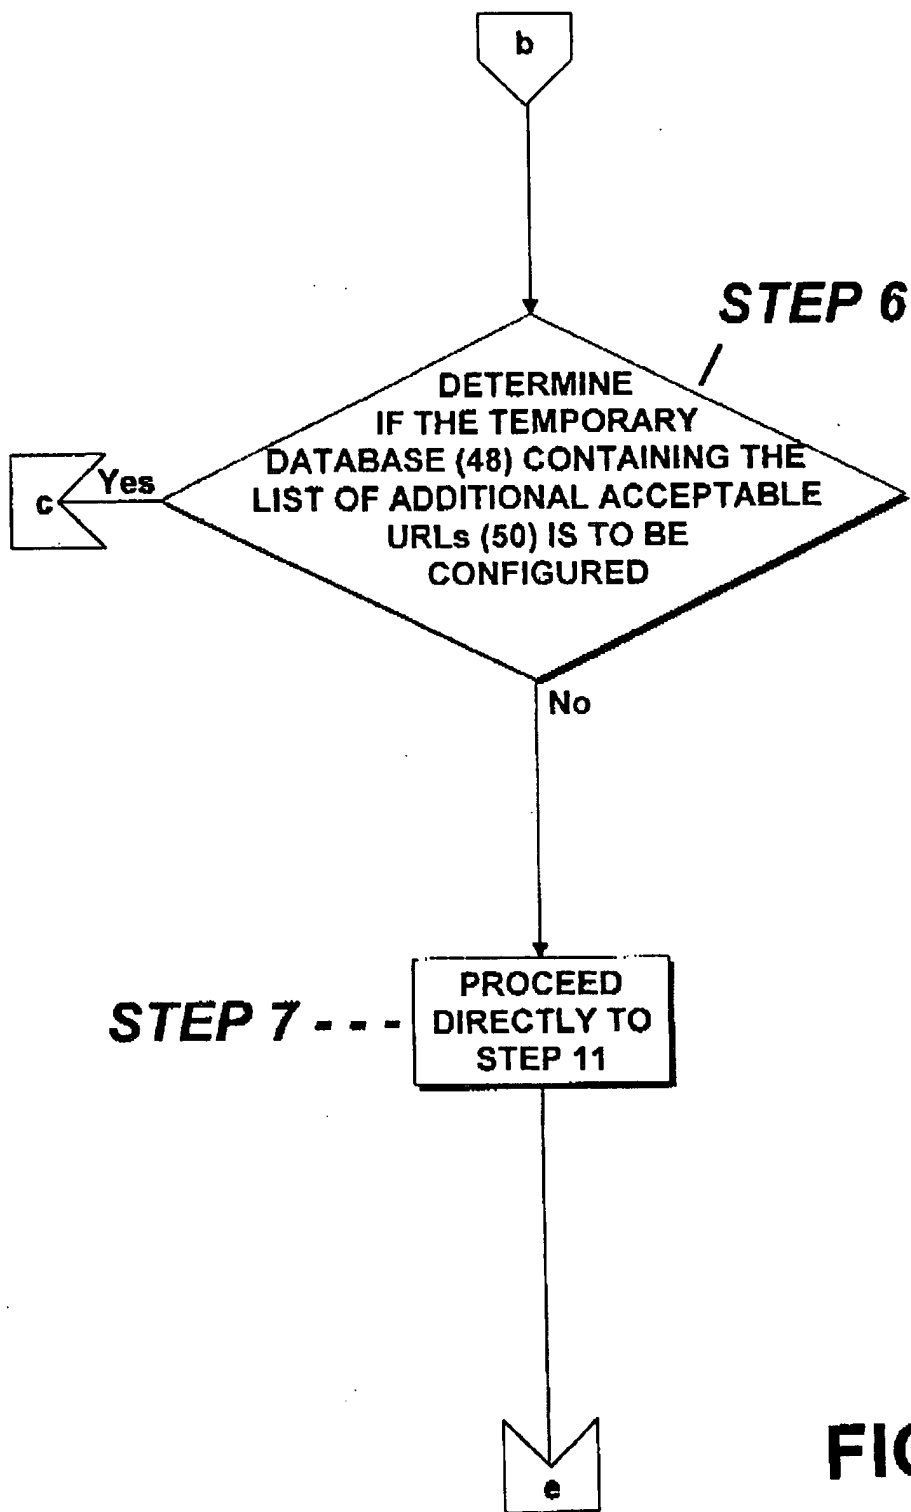 b
STEP 6
DETERMINE
IF THE TEMPORARY
DATABASE (48) CONTAINING THE
LIST OF ADDITIONAL ACCEPTABLE
URLs (50) IS TO BE
CONFIGURED
Yes
c
No
STEP 7 - - -
PROCEED
DIRECTLY TO
STEP 11
e